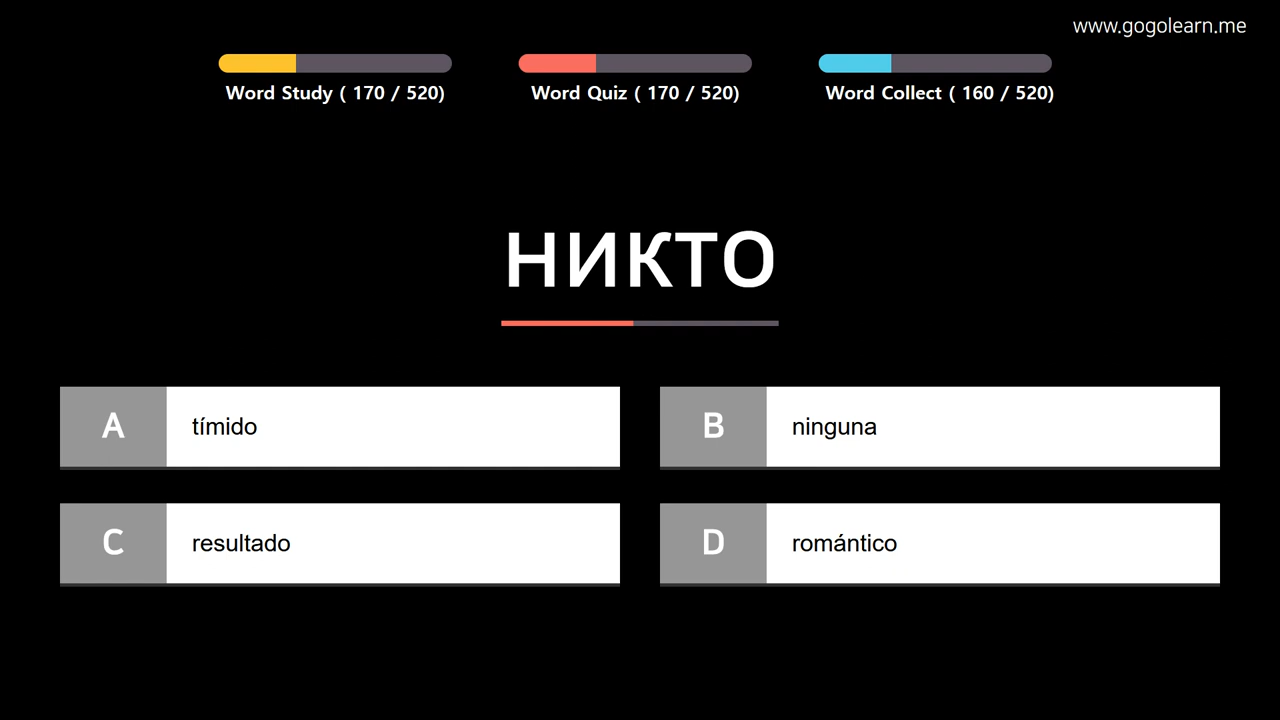 www.gogolearn.me
Word Study ( 170 / 520)
Word Quiz ( 170 / 520)
Word Collect ( 160 / 520)
НИКТО
A
tímido
B
ninguna
C
resultado
D
romántico